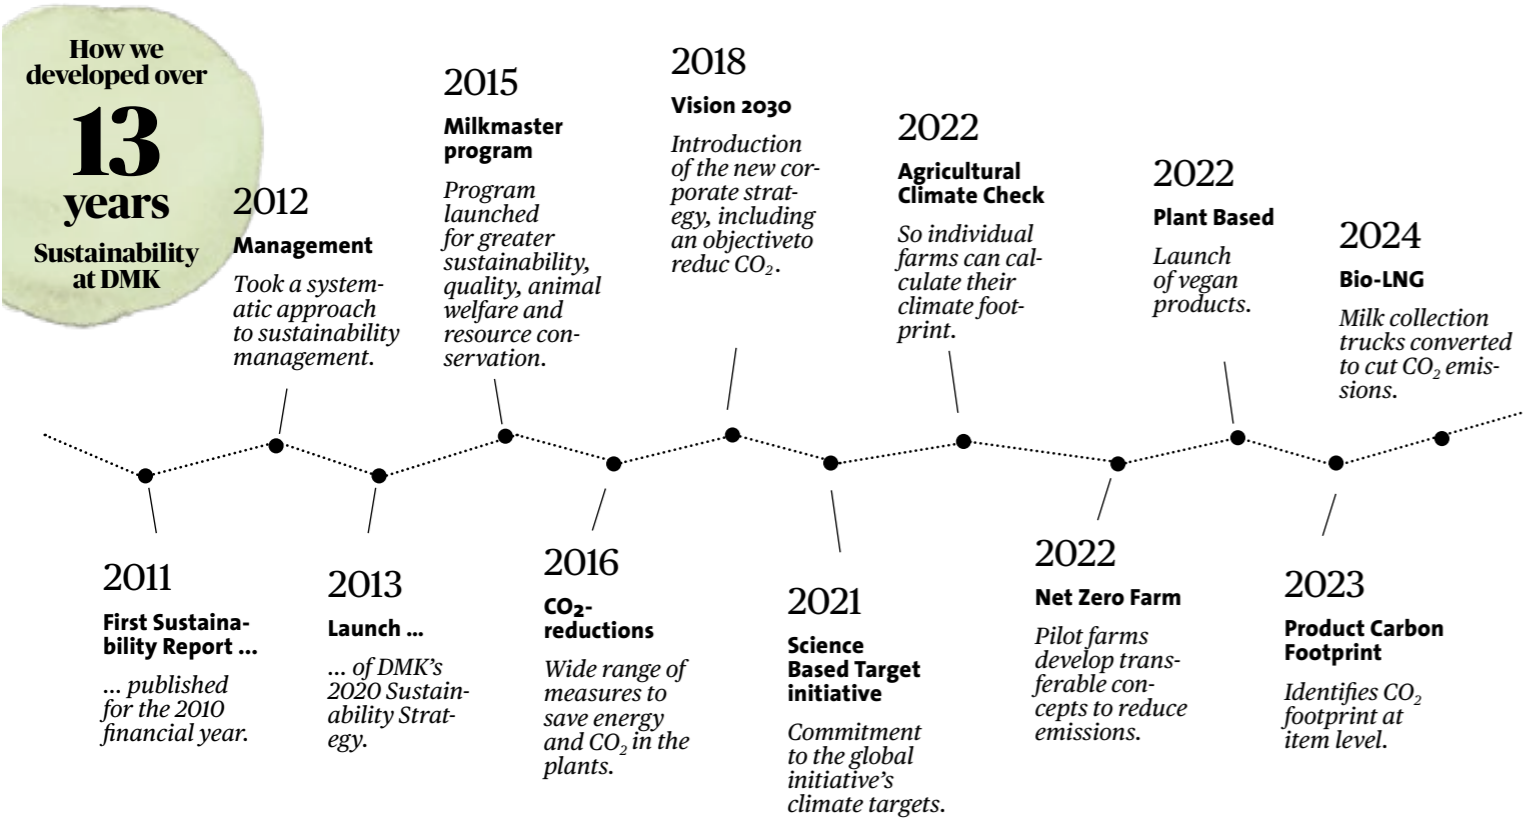 How we
developed over
13
years
Sustainability
at DMK
2011
First Sustaina-
bility Report ...
... published
for the 2010
financial year.
2012
Management
Took a system-
atic approach
to sustainability
management.
2013
Launch ...
... of DMK’s
2020 Sustain-
ability Strat-
egy.
2015
Milkmaster
program
Program
launched
for greater
sustainability,
quality, animal
welfare and
resource con-
servation.
2016
CO2-
reductions
Wide range of
measures to
save energy
and CO₂ in the
plants.
2018
Vision 2030
Introduction
of the new cor-
porate strat-
egy, including
an objectiveto
reduc CO₂.
2021
Science
Based Target
initiative
Commitment
to the global
initiative’s
climate targets.
2022
Agricultural
Climate Check
So individual
farms can cal-
culate their
climate foot-
print.
2022
Net Zero Farm
Pilot farms
develop trans-
ferable con-
cepts to reduce
emissions.
2022
Plant Based
Launch
of vegan
products.
2023
Product Carbon
Footprint
Identifies CO₂
footprint at
item level.
2024
Bio-LNG
Milk collection
trucks converted
to cut CO₂ emis-
sions.